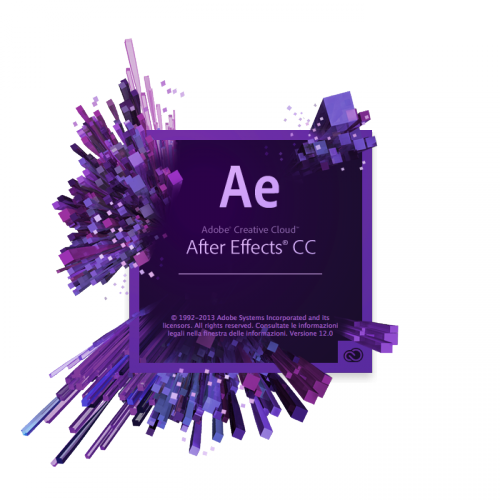 Ae
Adobe® Creative Cloud™
After Effects® CC
© 1992-2013 Adobe Systems Incorporated and its
licensors. All rights reserved. Consultate le informazioni
legali nella finestra delle informazioni. Versione 12.0